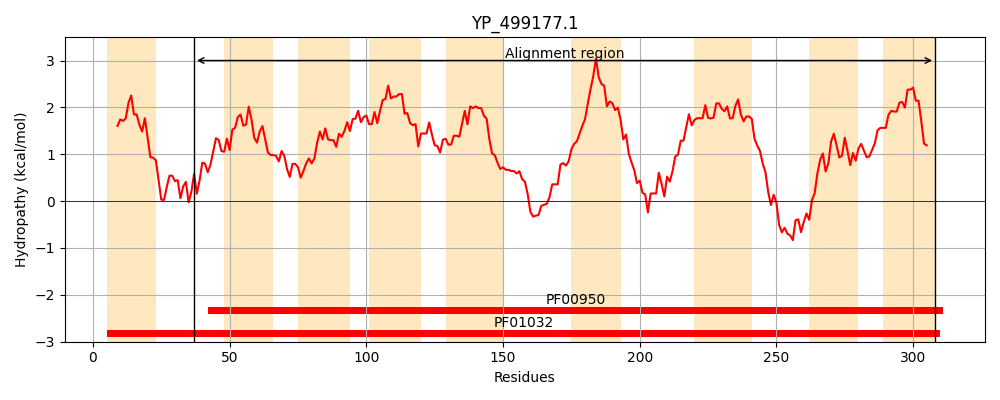 YP_499177.1
Alignment region
3
2
1
0
−1
−2
−3
Hydropathy (kcal/mol)
PF00950
PF01032
0 50 100 150 200 250 300
Residues